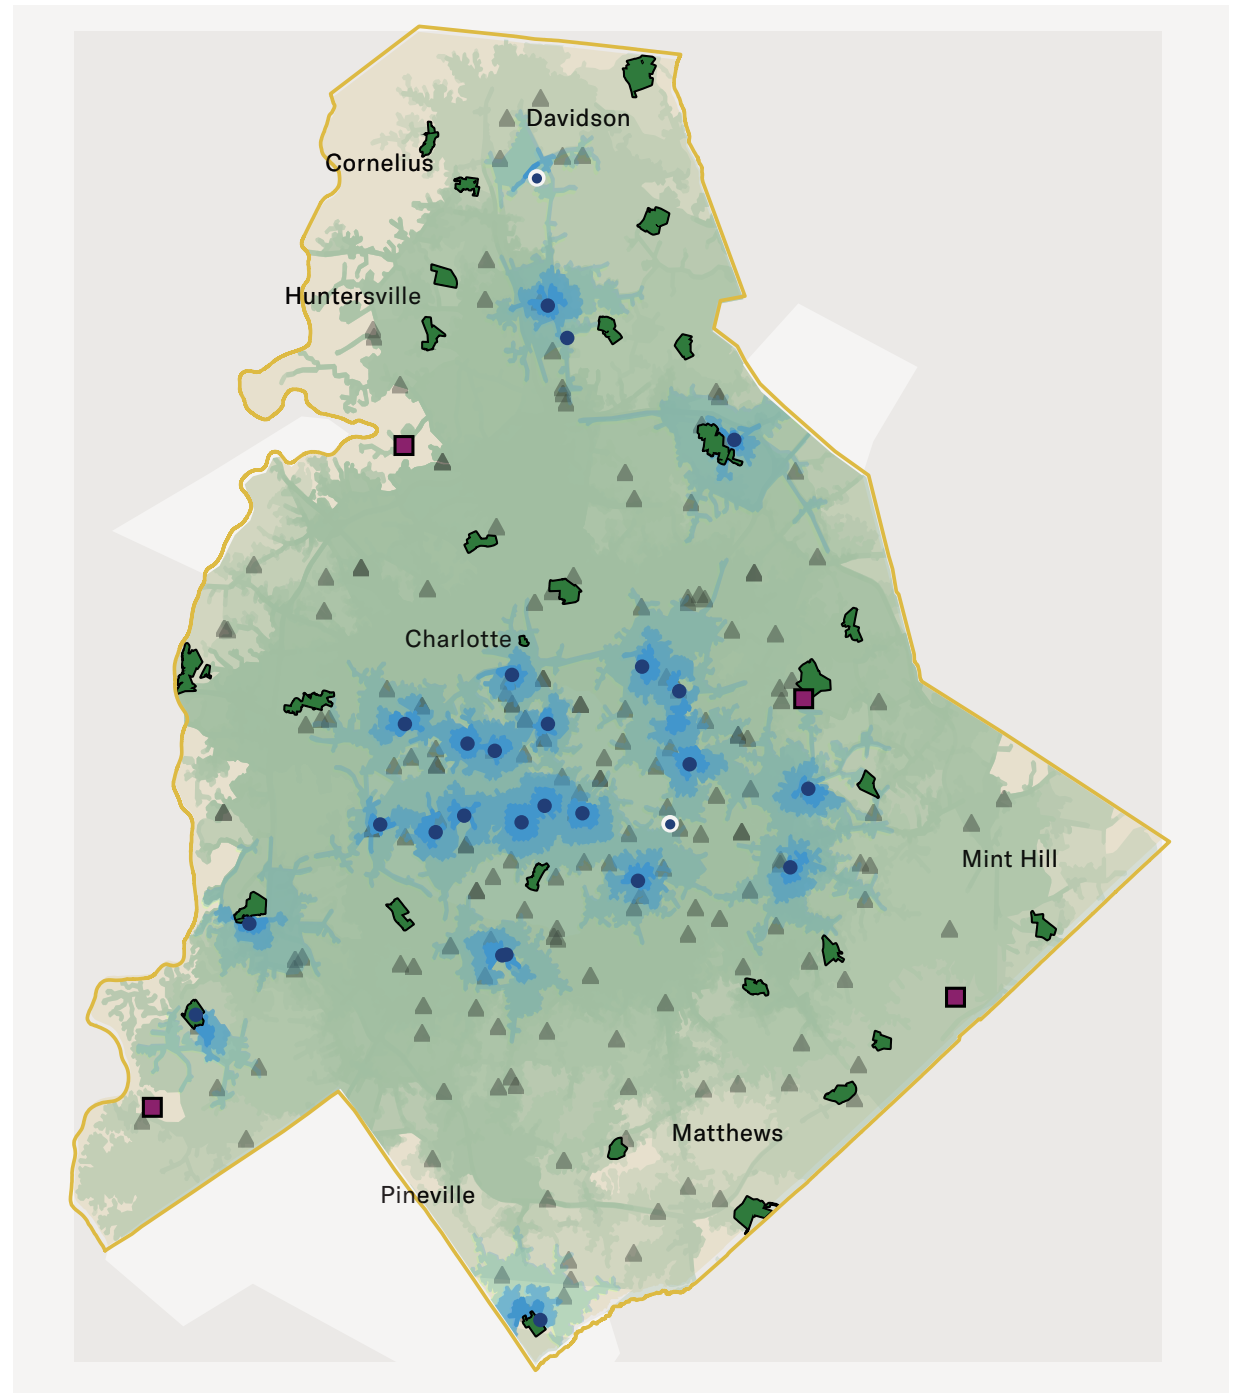 Davidson
Cornelius
Huntersville
Charlotte
Mint Hill
Matthews
Pineville